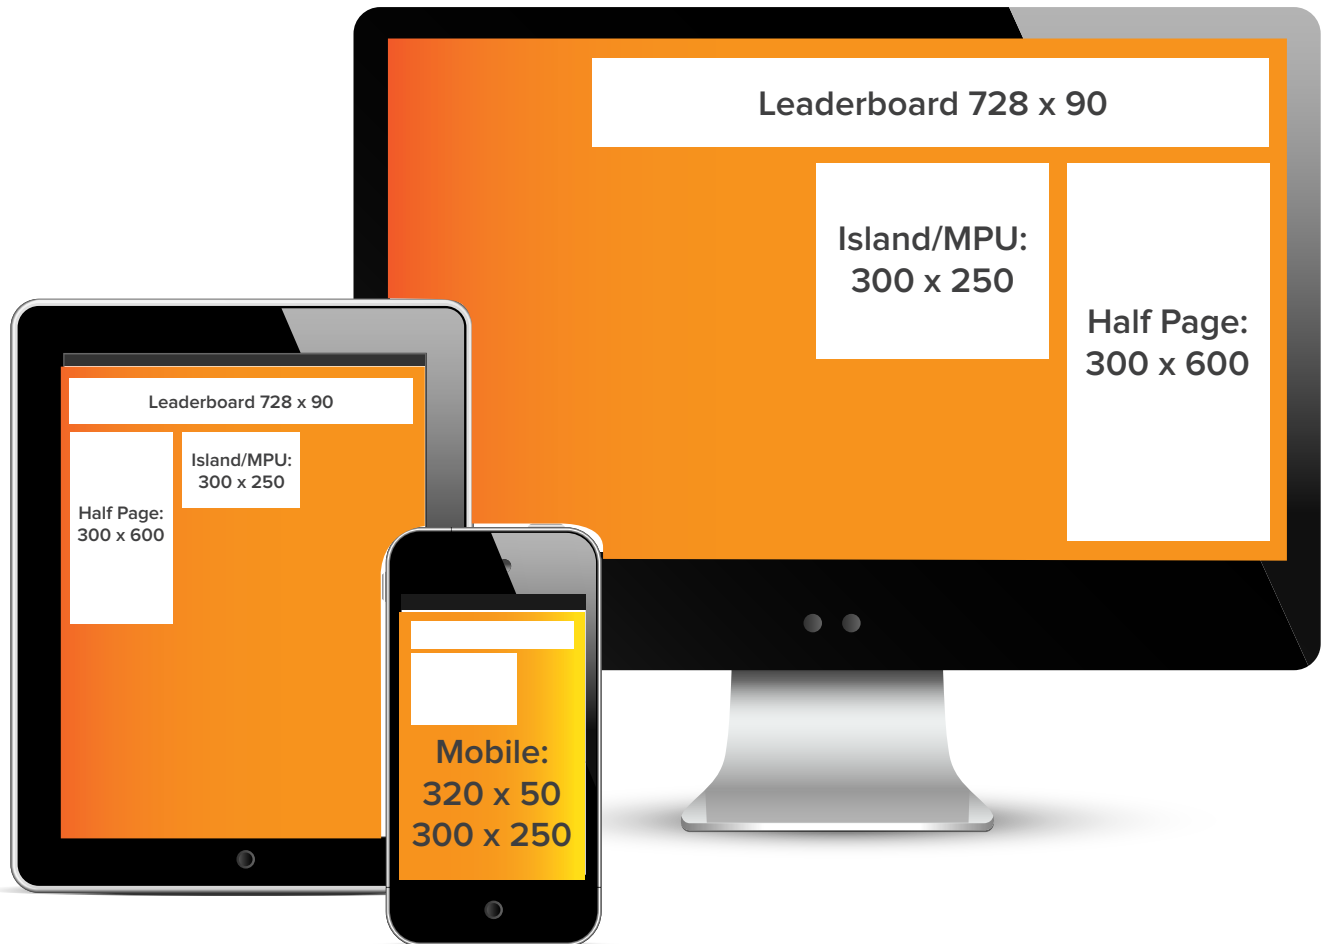 Leaderboard 728 x 90
Island/MPU:
300 x 250
Half Page:
300 x 600
Leaderboard 728 x 90
Half Page:
300 x 600
Island/MPU:
300 x 250
Mobile:
320 x 50
300 x 250